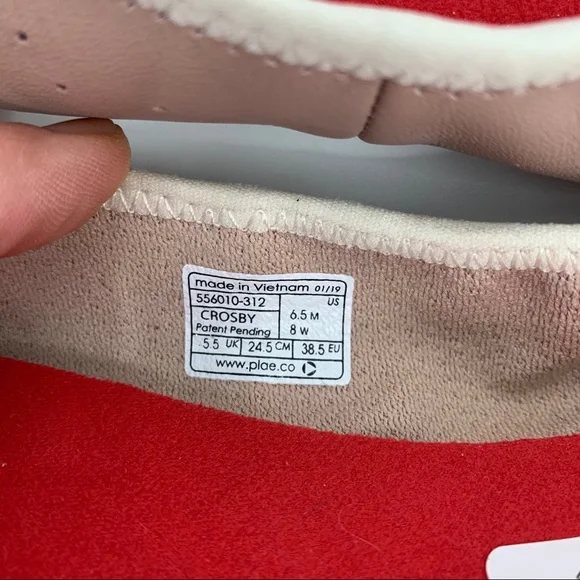 made in Vietnam 01/19
556010-312 US
CROSBY 6.5 M
Patent Pending 8 W
5.5 UK 24.5 CM 38.5 EU
www.plae.co